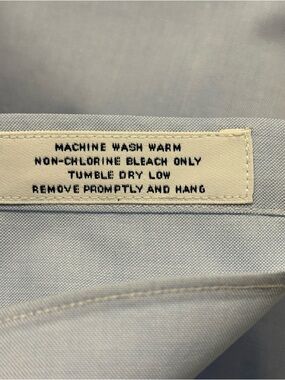 MACHINE WASH WARM
NON-CHLORINE BLEACH ONLY
TUMBLE DRY LOW
REMOVE PROMPTLY AND HANG